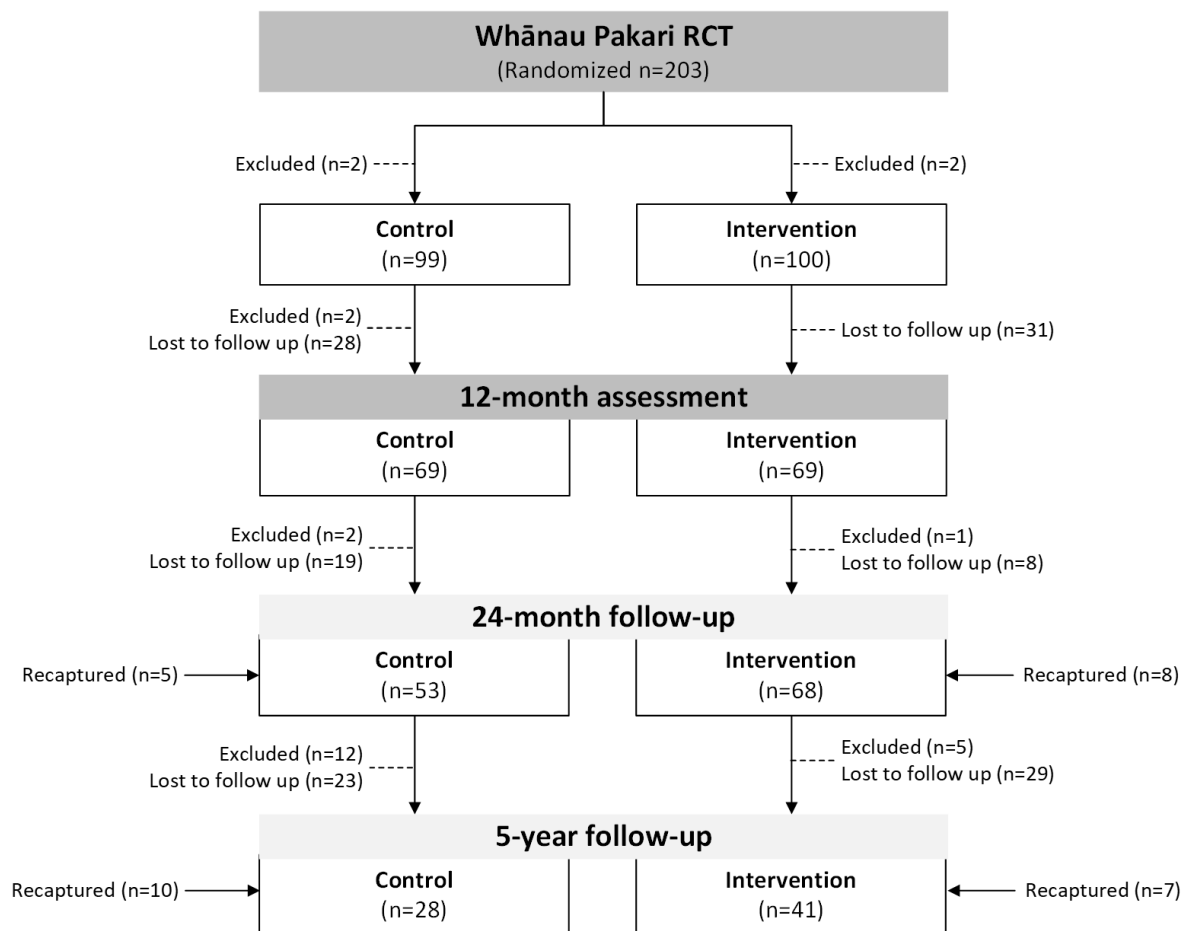 Whānau Pakari RCT
(Randomized n=203)
Excluded (n=2)
Excluded (n=2)
Control
(n=99)
Intervention
(n=100)
Excluded (n=2)
Lost to follow up (n=28)
Lost to follow up (n=31)
12-month assessment
Control
(n=69)
Intervention
(n=69)
Excluded (n=2)
Lost to follow up (n=19)
Excluded (n=1)
Lost to follow up (n=8)
24-month follow-up
Recaptured (n=5)
Control
(n=53)
Intervention
(n=68)
Recaptured (n=8)
Excluded (n=12)
Lost to follow up (n=23)
Excluded (n=5)
Lost to follow up (n=29)
5-year follow-up
Recaptured (n=10)
Control
(n=28)
Intervention
(n=41)
Recaptured (n=7)